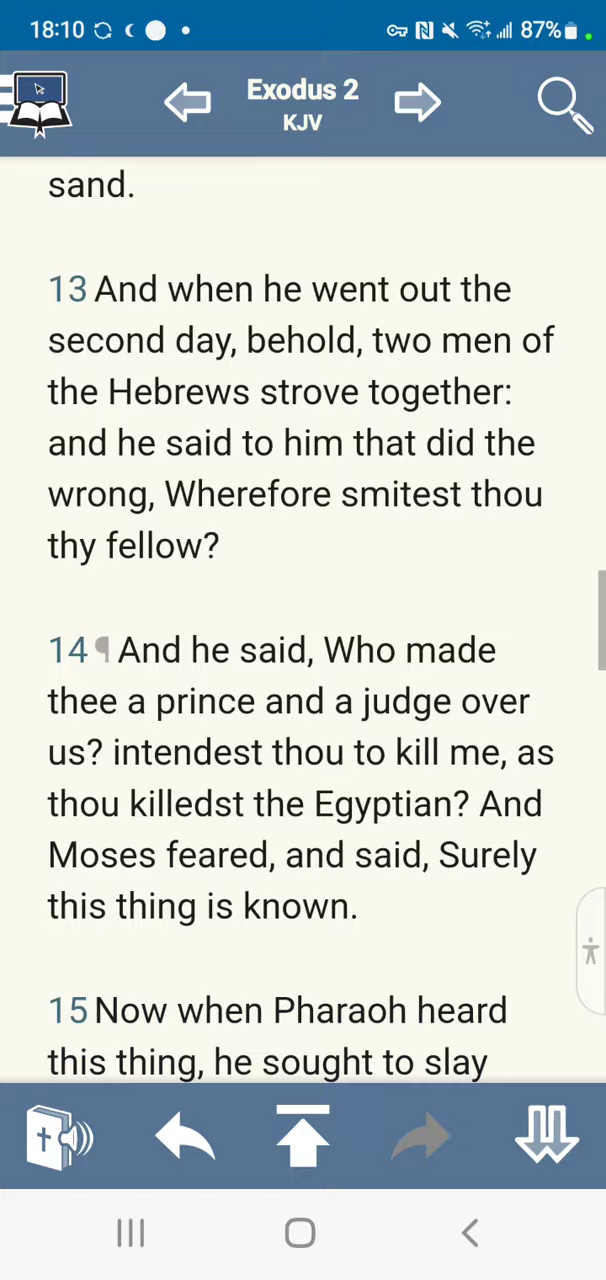 18:10
87%
Exodus 2
KJV
sand.
13 And when he went out the
second day, behold, two men of
the Hebrews strove together:
and he said to him that did the
wrong, Wherefore smitest thou
thy fellow?
14 ¶ And he said, Who made
thee a prince and a judge over
us? intendest thou to kill me, as
thou killedst the Egyptian? And
Moses feared, and said, Surely
this thing is known.
15 Now when Pharaoh heard
this thing, he sought to slay